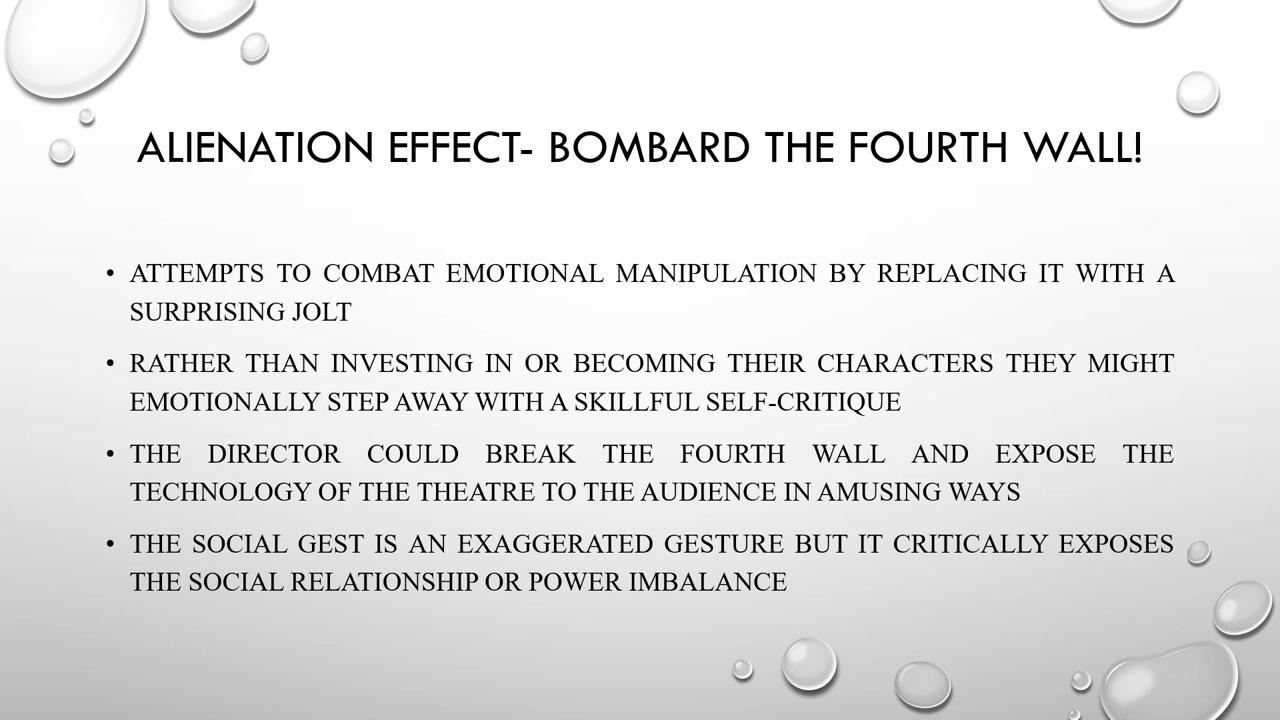 ALIENATION EFFECT- BOMBARD THE FOURTH WALL!
• ATTEMPTS TO COMBAT EMOTIONAL MANIPULATION BY REPLACING IT WITH A
SURPRISING JOLT
• RATHER THAN INVESTING IN OR BECOMING THEIR CHARACTERS THEY MIGHT
EMOTIONALLY STEP AWAY WITH A SKILLFUL SELF-CRITIQUE
• THE DIRECTOR COULD BREAK THE FOURTH WALL AND EXPOSE THE
TECHNOLOGY OF THE THEATRE TO THE AUDIENCE IN AMUSING WAYS
• THE SOCIAL GEST IS AN EXAGGERATED GESTURE BUT IT CRITICALLY EXPOSES
THE SOCIAL RELATIONSHIP OR POWER IMBALANCE